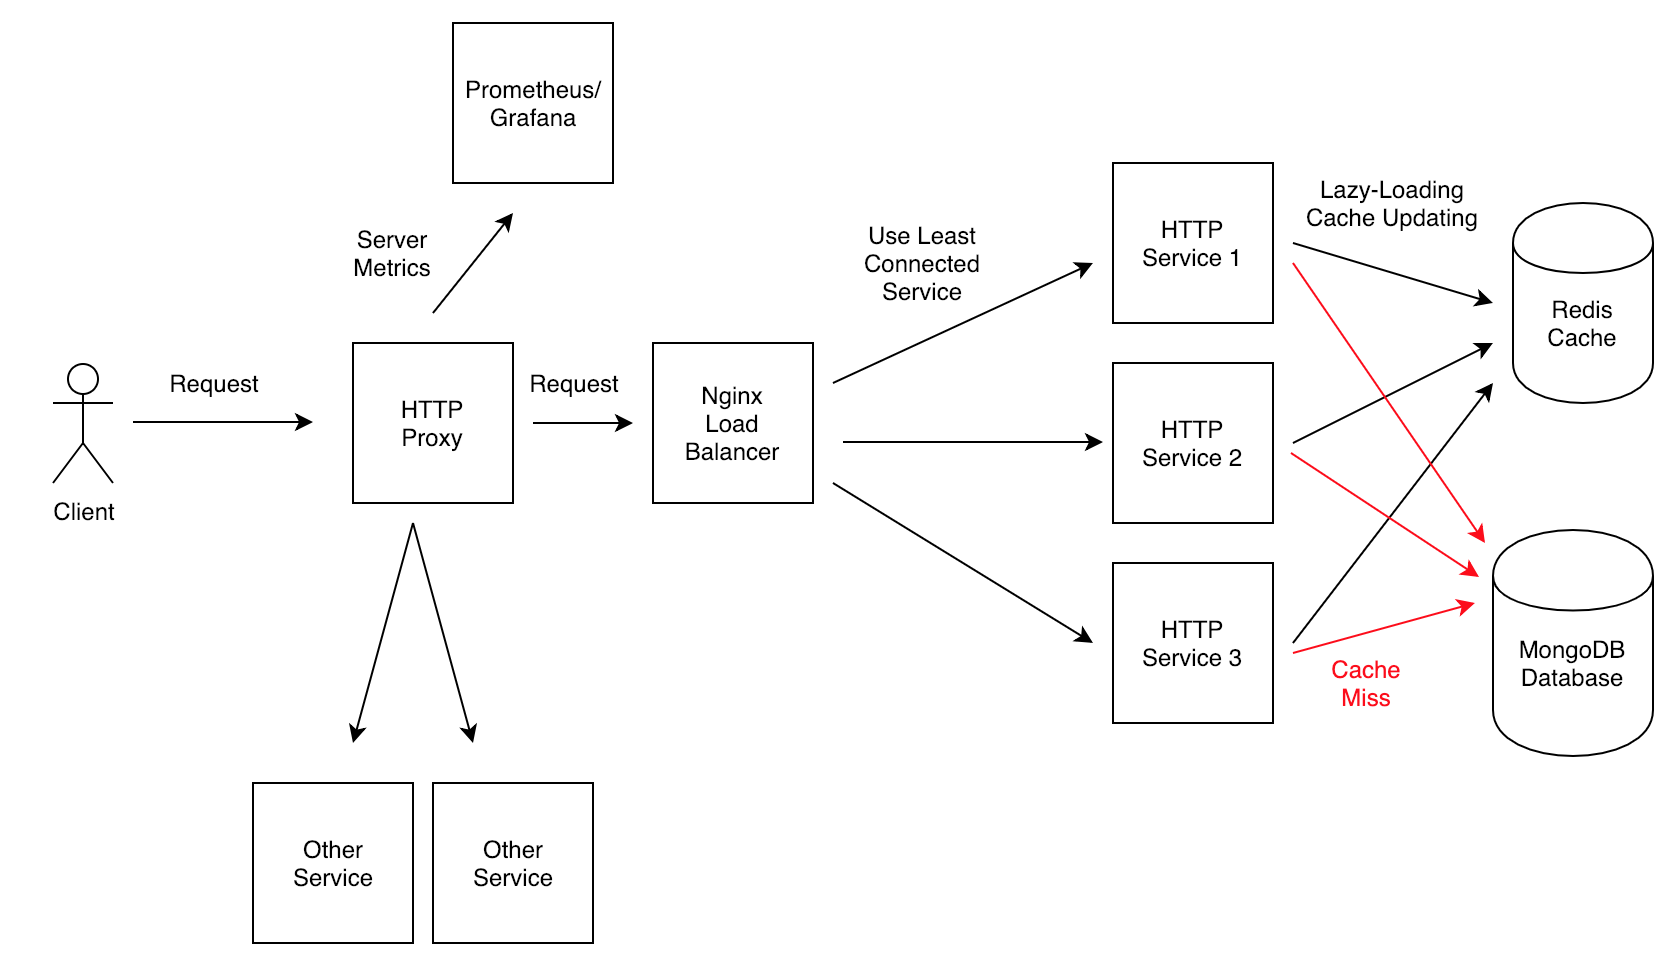 Prometheus/
Grafana
Server
Metrics
Client
Request
HTTP
Proxy
Request
Nginx
Load
Balancer
Use Least
Connected
Service
HTTP
Service 1
HTTP
Service 2
HTTP
Service 3
Lazy-Loading
Cache Updating
Redis
Cache
Cache
Miss
MongoDB
Database
Other
Service
Other
Service